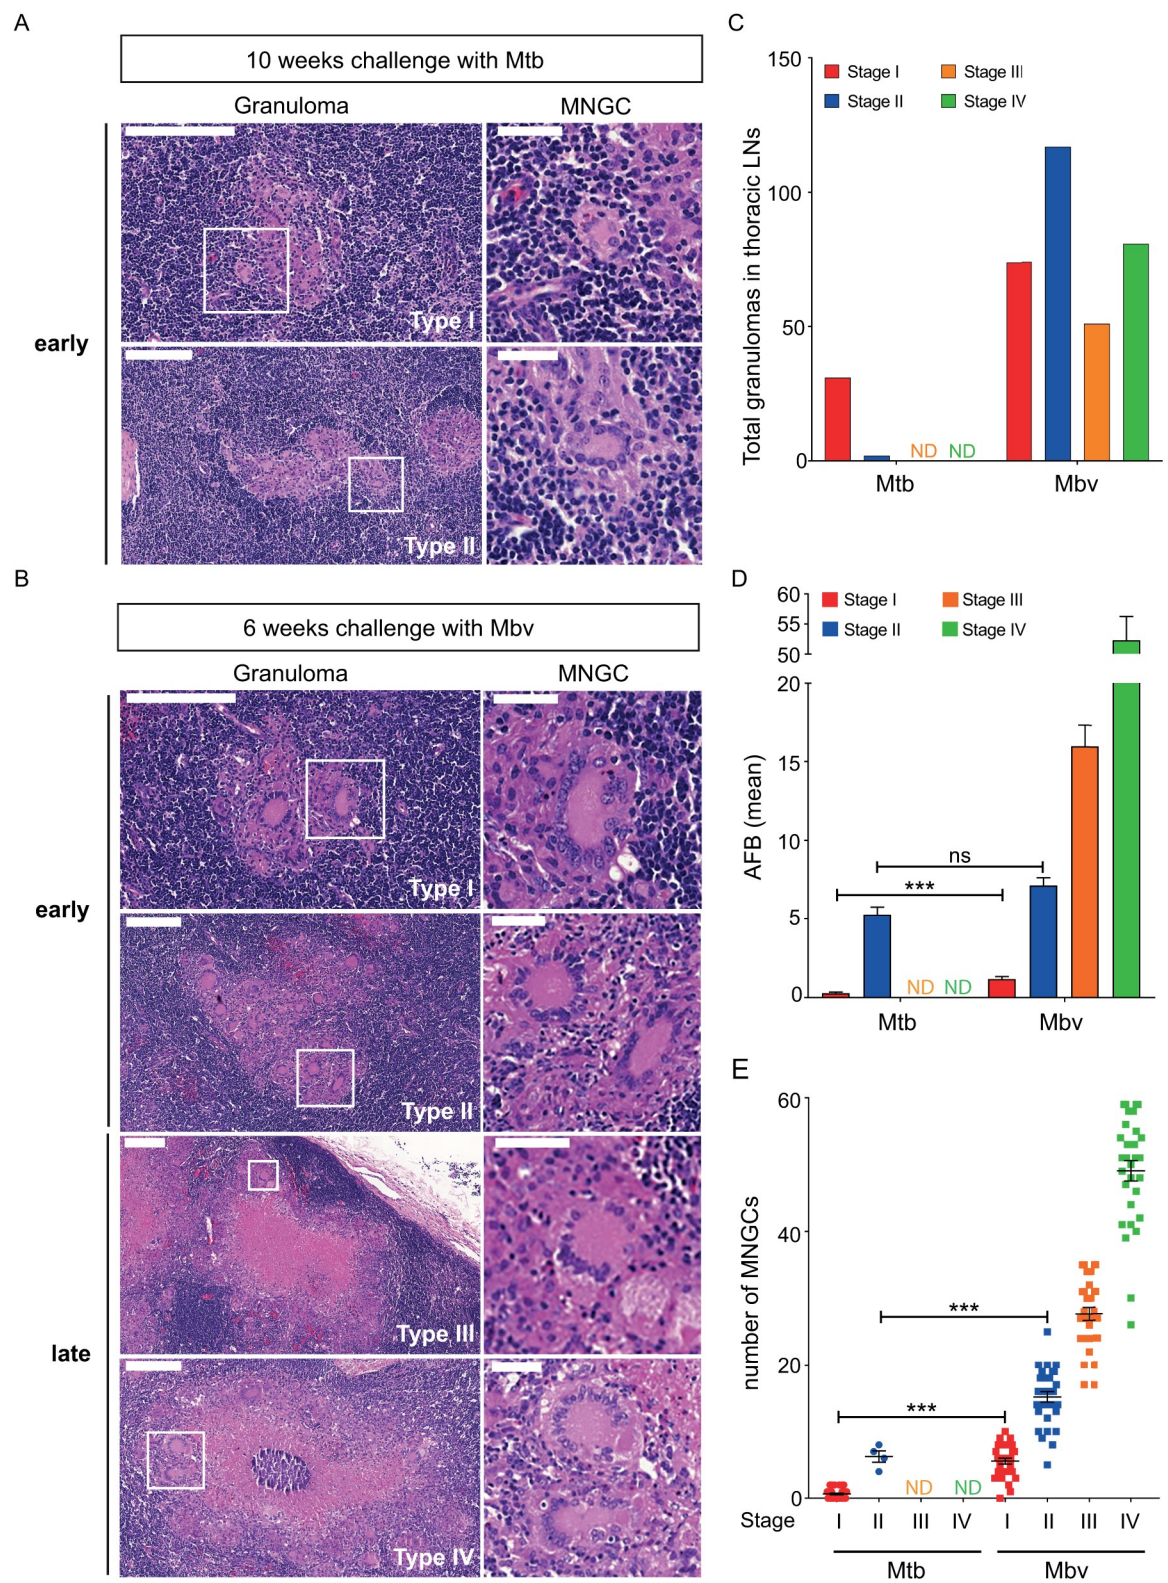 A
10 weeks challenge with Mtb
Granuloma
MNGC
early
Type I
Type II
B
6 weeks challenge with Mbv
Granuloma
MNGC
early
Type I
Type II
late
Type III
Type IV
C
Total granulomas in thoracic LNs
150
100
50
0
Stage I
Stage III
Stage II
Stage IV
ND ND
Mtb
Mbv
D
AFB (mean)
60
55
50
20
15
10
5
0
Stage I
Stage III
Stage II
Stage IV
ns
***
ND ND
Mtb
Mbv
E
number of MNGCs
60
40
20
0
***
***
ND ND
Stage I II III IV I II III IV
Mtb
Mbv